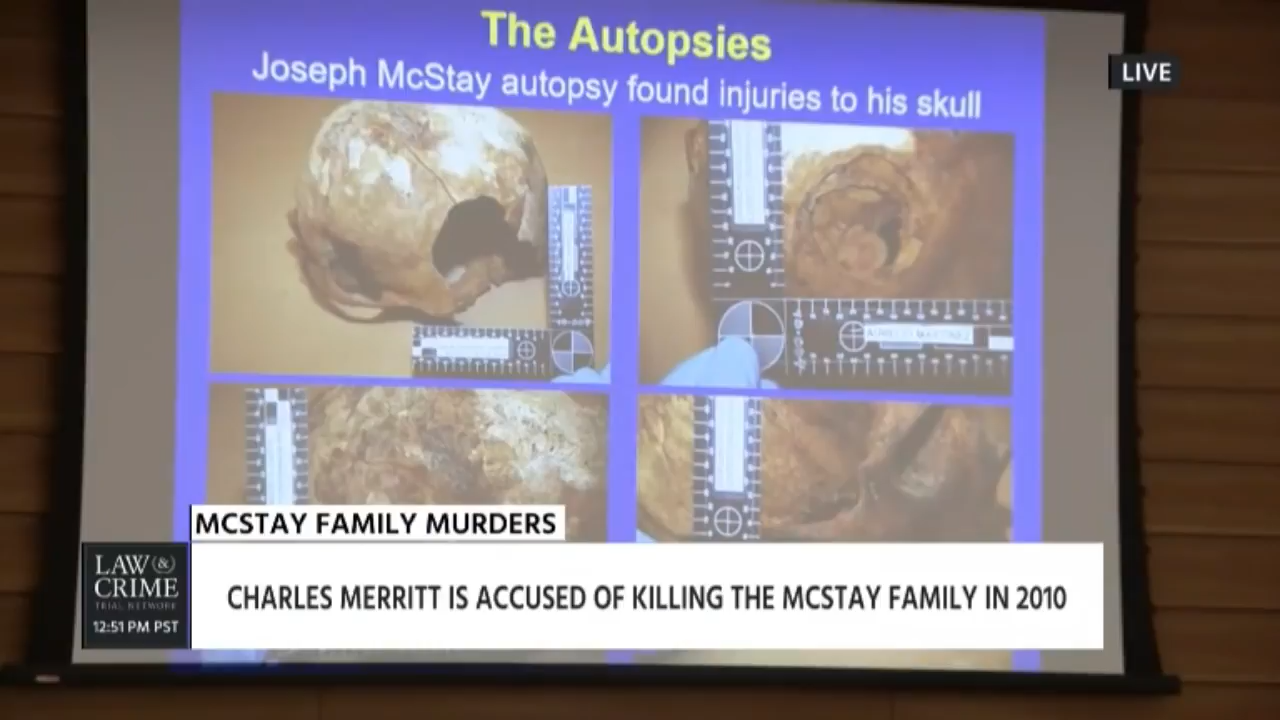 The Autopsies
Joseph McStay autopsy found injuries to his skull
LIVE
MCSTAY FAMILY MURDERS
LAW &
CRIME
TRIAL NETWORK
12:51 PM PST
CHARLES MERRITT IS ACCUSED OF KILLING THE MCSTAY FAMILY IN 2010